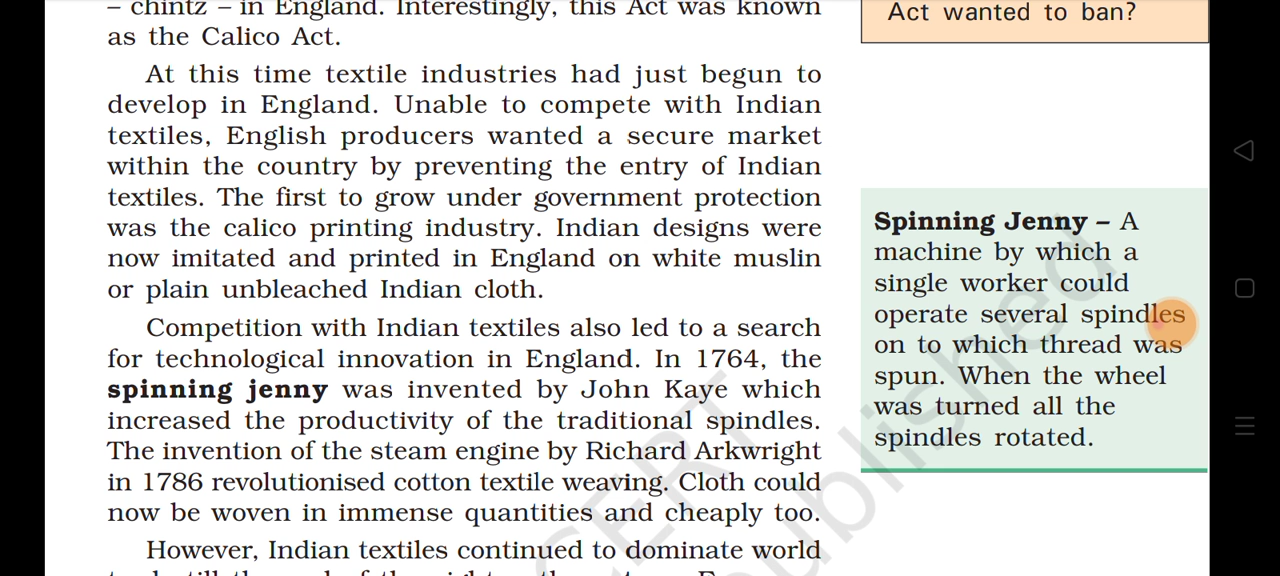 – chintz – in England. Interestingly, this Act was known
as the Calico Act.
At this time textile industries had just begun to
develop in England. Unable to compete with Indian
textiles, English producers wanted a secure market
within the country by preventing the entry of Indian
textiles. The first to grow under government protection
was the calico printing industry. Indian designs were
now imitated and printed in England on white muslin
or plain unbleached Indian cloth.
Competition with Indian textiles also led to a search
for technological innovation in England. In 1764, the
spinning jenny was invented by John Kaye which
increased the productivity of the traditional spindles.
The invention of the steam engine by Richard Arkwright
in 1786 revolutionised cotton textile weaving. Cloth could
now be woven in immense quantities and cheaply too.
However, Indian textiles continued to dominate world
Act wanted to ban?
Spinning Jenny – A
machine by which a
single worker could
operate several spindles
on to which thread was
spun. When the wheel
was turned all the
spindles rotated.